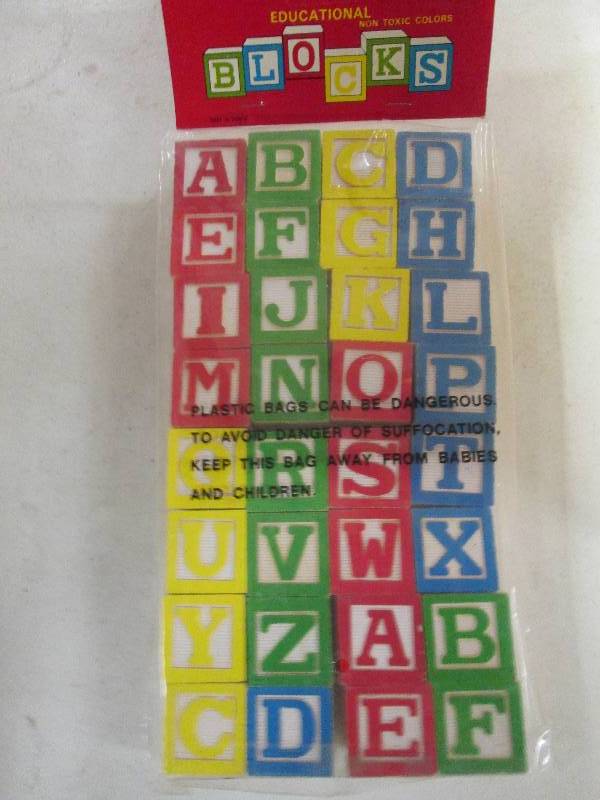 EDUCATIONAL
NON TOXIC COLORS
BLOCKS
A B C D
E F G H
I J K L
M N O P
PLASTIC BAGS CAN BE DANGEROUS.
TO AVOID DANGER OF SUFFOCATION,
KEEP THIS BAG AWAY FROM BABIES
AND CHILDREN.
Q R S T
U V W X
Y Z A B
C D E F